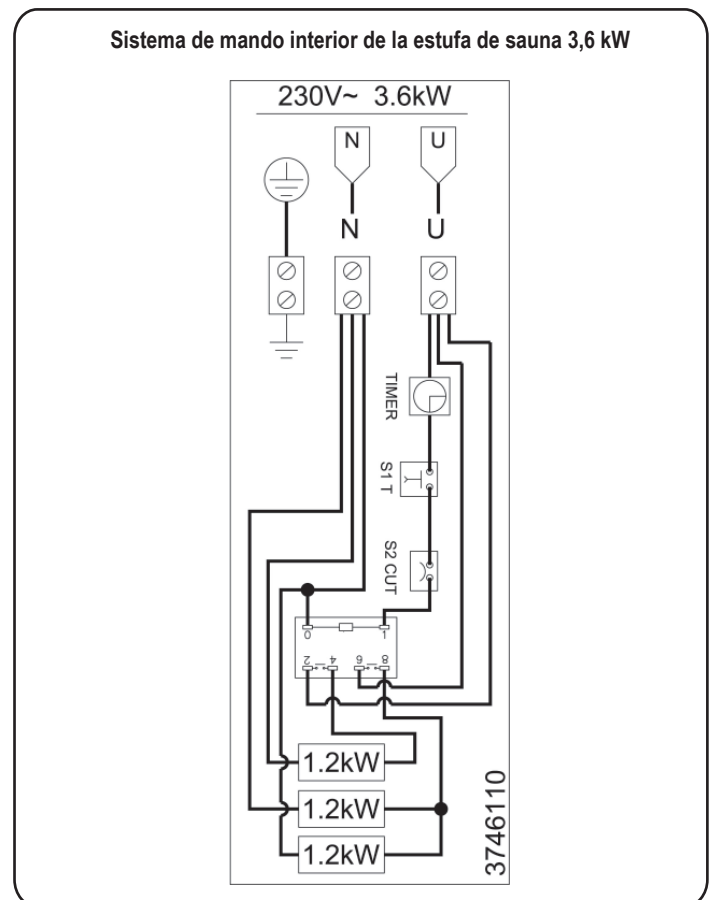 Sistema de mando interior de la estufa de sauna 3,6 kW
230V~ 3.6kW
N U
N U
TIMER
S1 T
S2 CUT
0 1
2 4 6 8
1.2kW
1.2kW
1.2kW
3746110